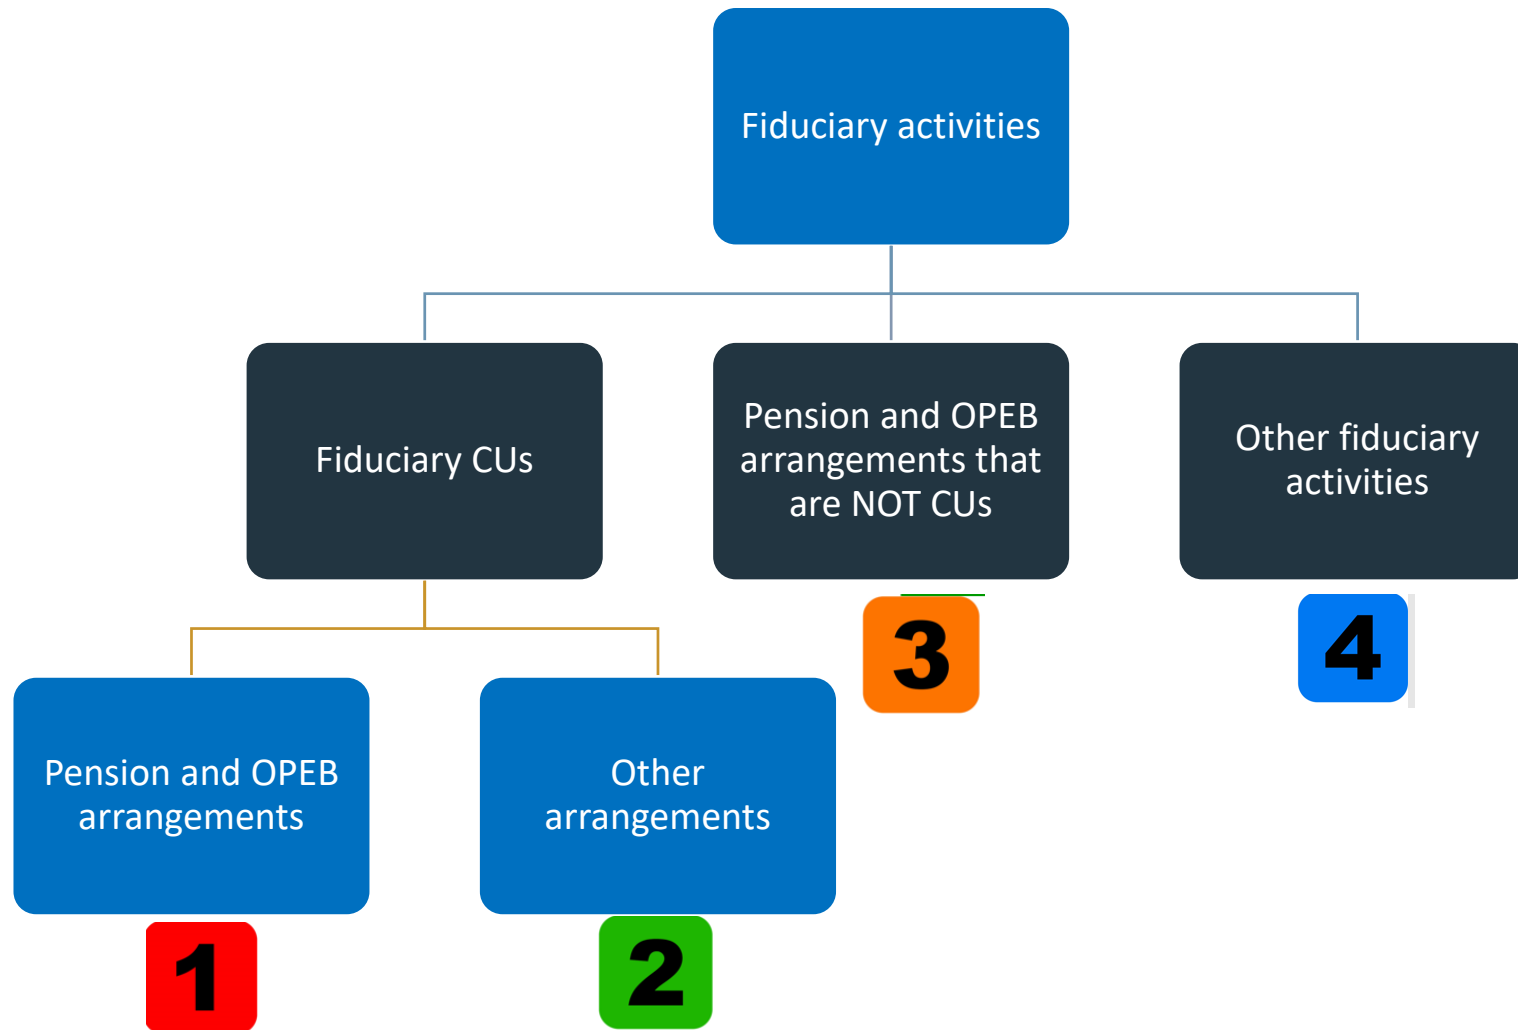 Fiduciary activities
Fiduciary CUs
Pension and OPEB
arrangements that
are NOT CUs
Other fiduciary
activities
3
4
Pension and OPEB
arrangements
Other
arrangements
1
2